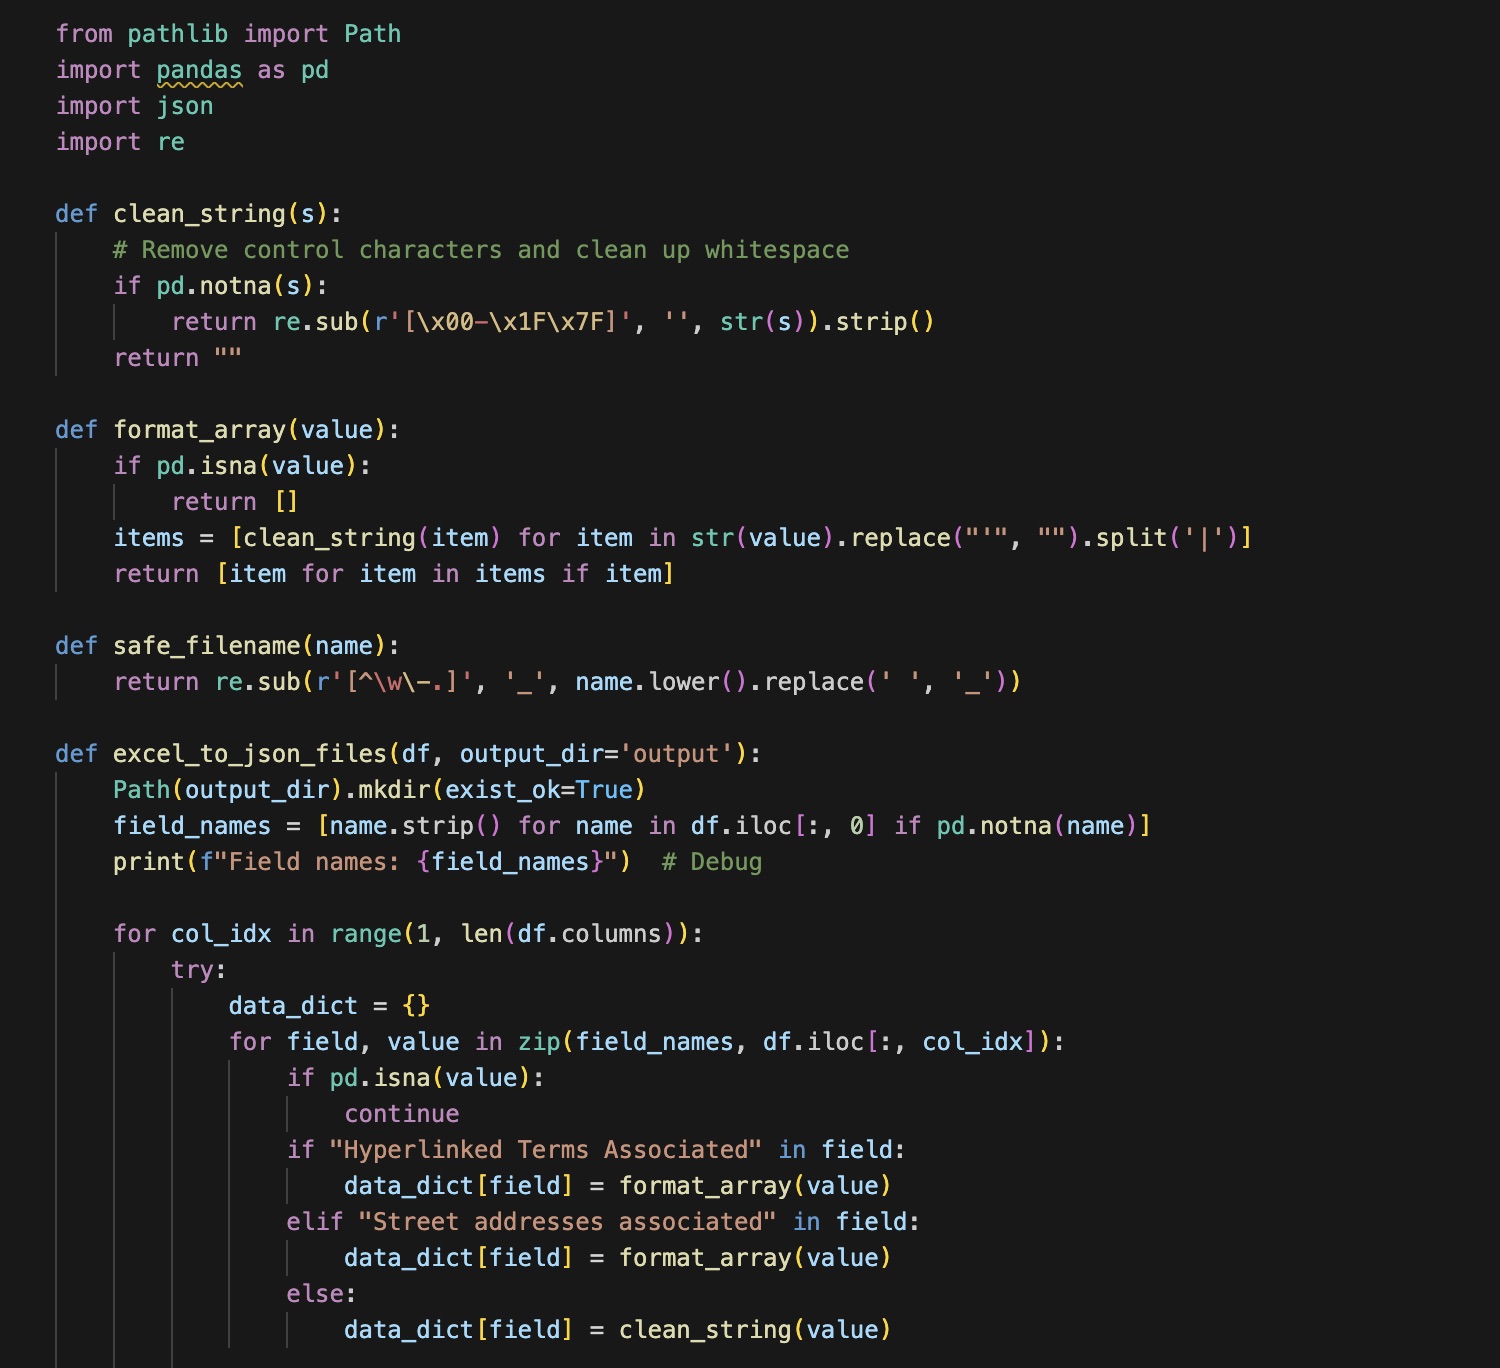 from pathlib import Path
import pandas as pd
import json
import re

def clean_string(s):
    # Remove control characters and clean up whitespace
    if pd.notna(s):
        return re.sub(r'[\x00-\x1F\x7F]', '', str(s)).strip()
    return ""

def format_array(value):
    if pd.isna(value):
        return []
    items = [clean_string(item) for item in str(value).replace("'", "").split('|')]
    return [item for item in items if item]

def safe_filename(name):
    return re.sub(r'[^\w\-.]', '_', name.lower().replace(' ', '_'))

def excel_to_json_files(df, output_dir='output'):
    Path(output_dir).mkdir(exist_ok=True)
    field_names = [name.strip() for name in df.iloc[:, 0] if pd.notna(name)]
    print(f"Field names: {field_names}")  # Debug

    for col_idx in range(1, len(df.columns)):
        try:
            data_dict = {}
            for field, value in zip(field_names, df.iloc[:, col_idx]):
                if pd.isna(value):
                    continue
                if "Hyperlinked Terms Associated" in field:
                    data_dict[field] = format_array(value)
                elif "Street addresses associated" in field:
                    data_dict[field] = format_array(value)
                else:
                    data_dict[field] = clean_string(value)